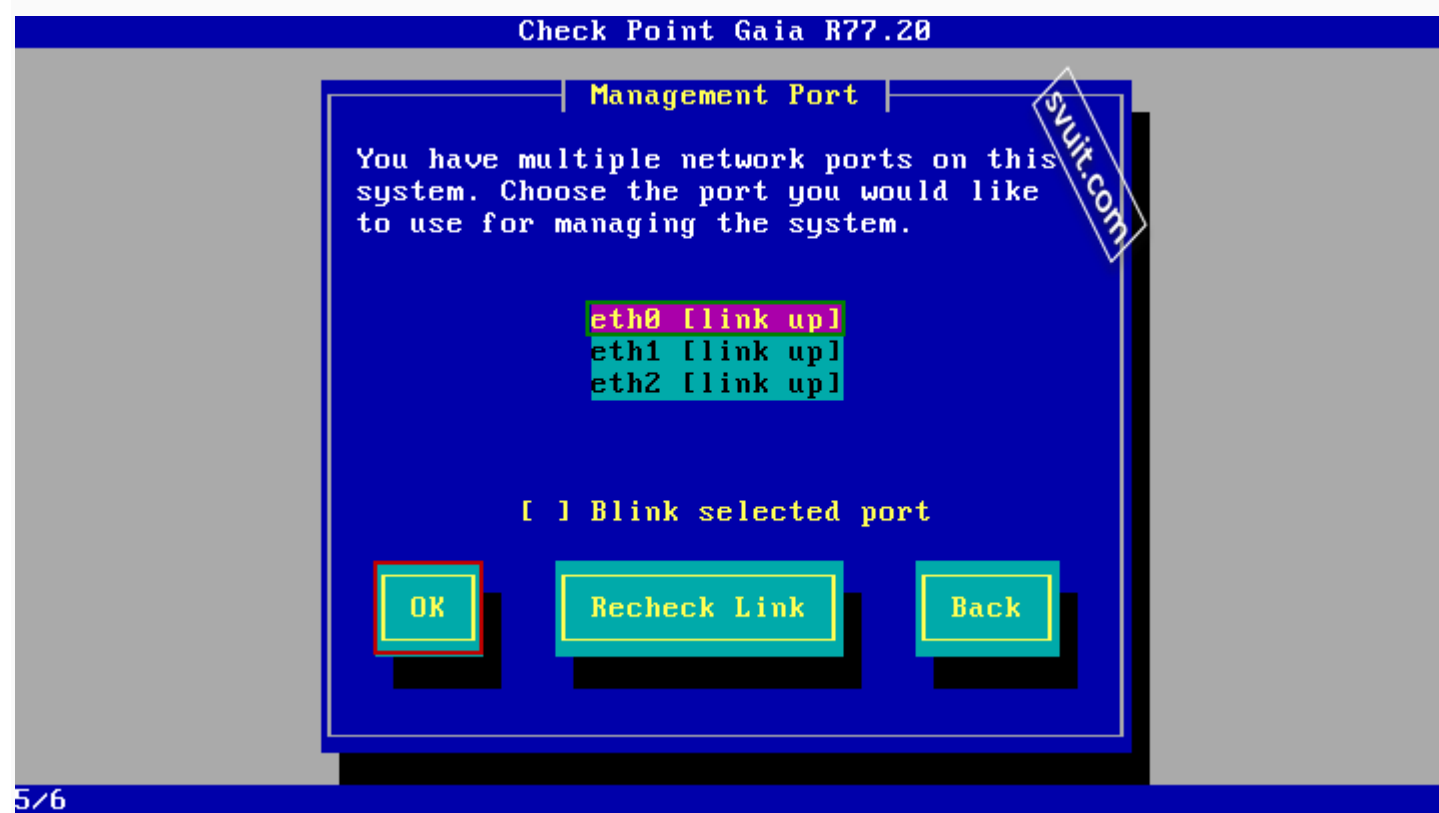 Check Point Gaia R77.20
Management Port
You have multiple network ports on this
system. Choose the port you would like
to use for managing the system.
eth0 [link up]
eth1 [link up]
eth2 [link up]
[ ] Blink selected port
OK
Recheck Link
Back
5/6
svuit.com